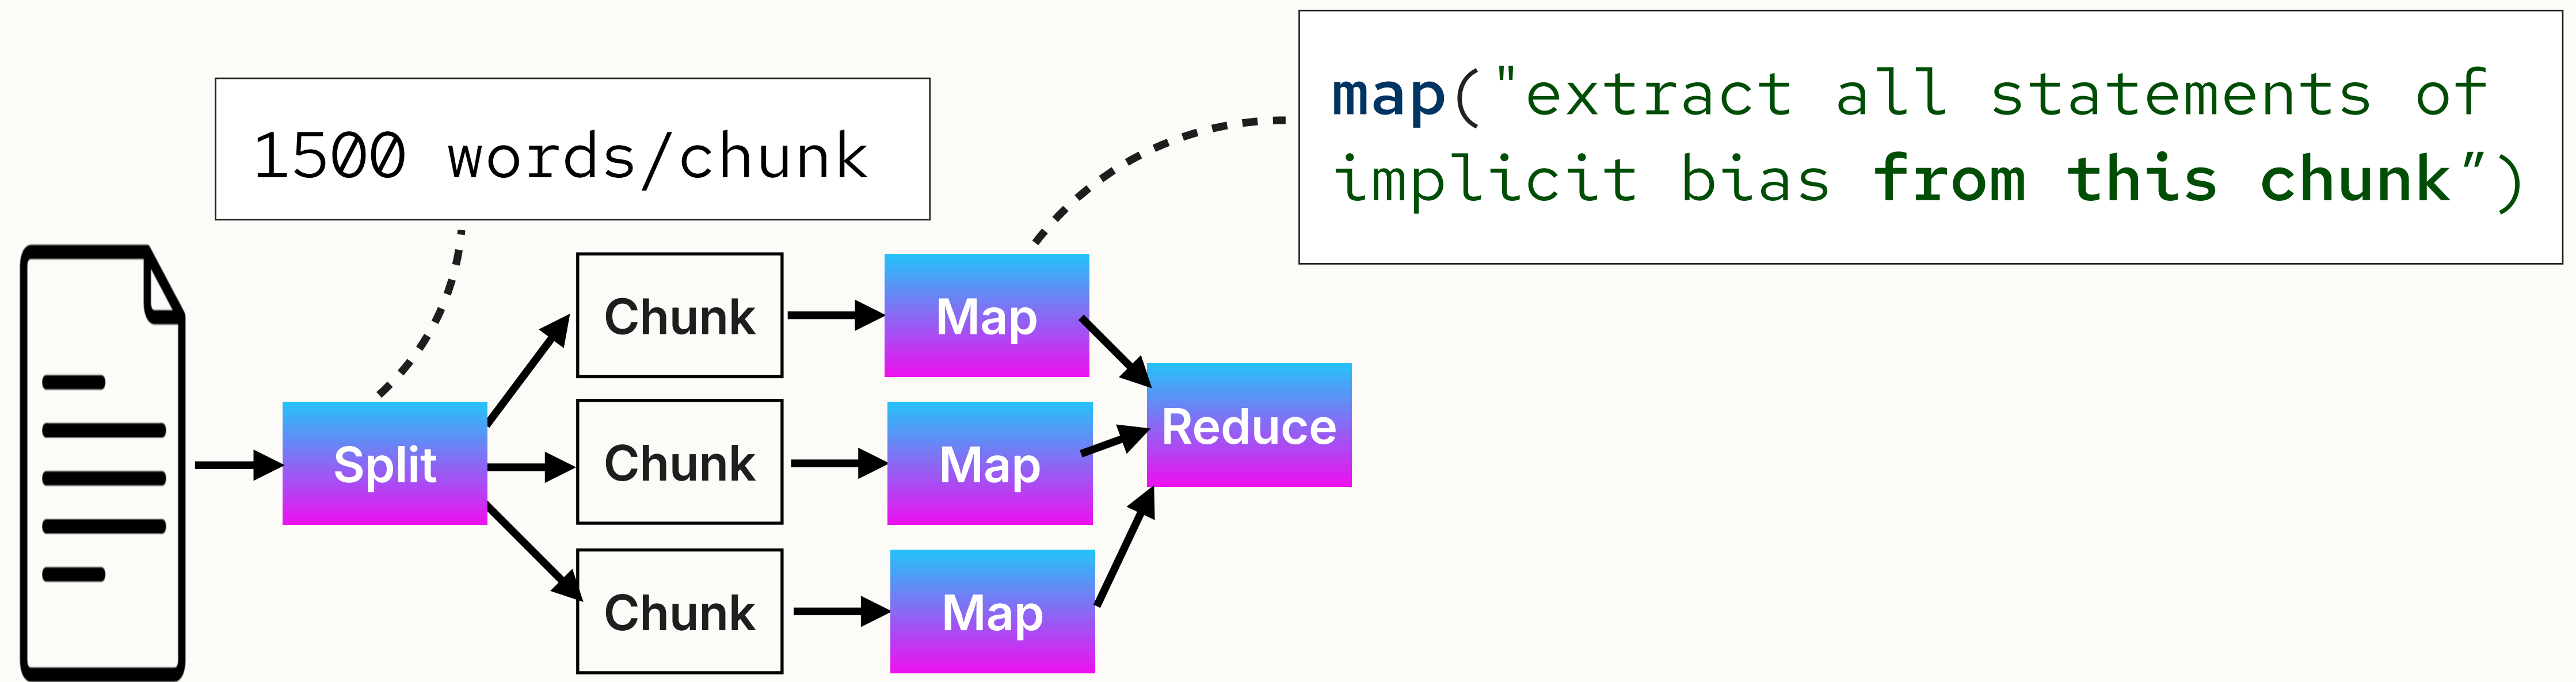 map("extract all statements of
implicit bias from this chunk”)
1500 words/chunk
Chunk
Map
Chunk
Map
Split
Reduce
Chunk
Map